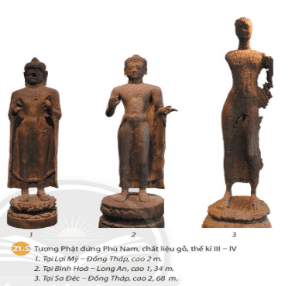 1 2 3
21.5 Tượng Phật đứng Phù Nam, chất liệu gỗ, thế kỉ III – IV
1. Tại Lợi Mỹ – Đồng Tháp, cao 2 m.
2. Tại Bình Hoà – Long An, cao 1, 34 m.
3. Tại Sa Đéc – Đồng Tháp, cao 2, 68 m.